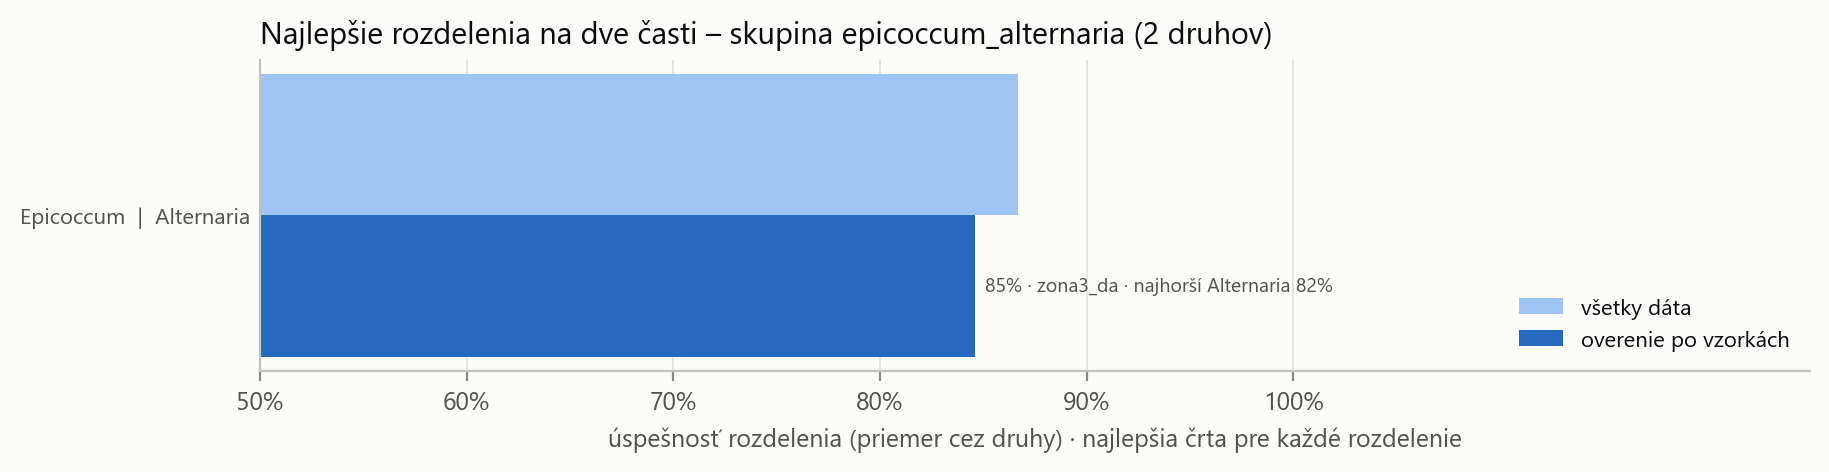 Najlepšie rozdelenia na dve časti – skupina epicoccum_alternaria (2 druhov)
Epicoccum | Alternaria
85% · zona3_da · najhorší Alternaria 82%
všetky dáta
overenie po vzorkách
50% 60% 70% 80% 90% 100%
úspešnosť rozdelenia (priemer cez druhy) · najlepšia črta pre každé rozdelenie